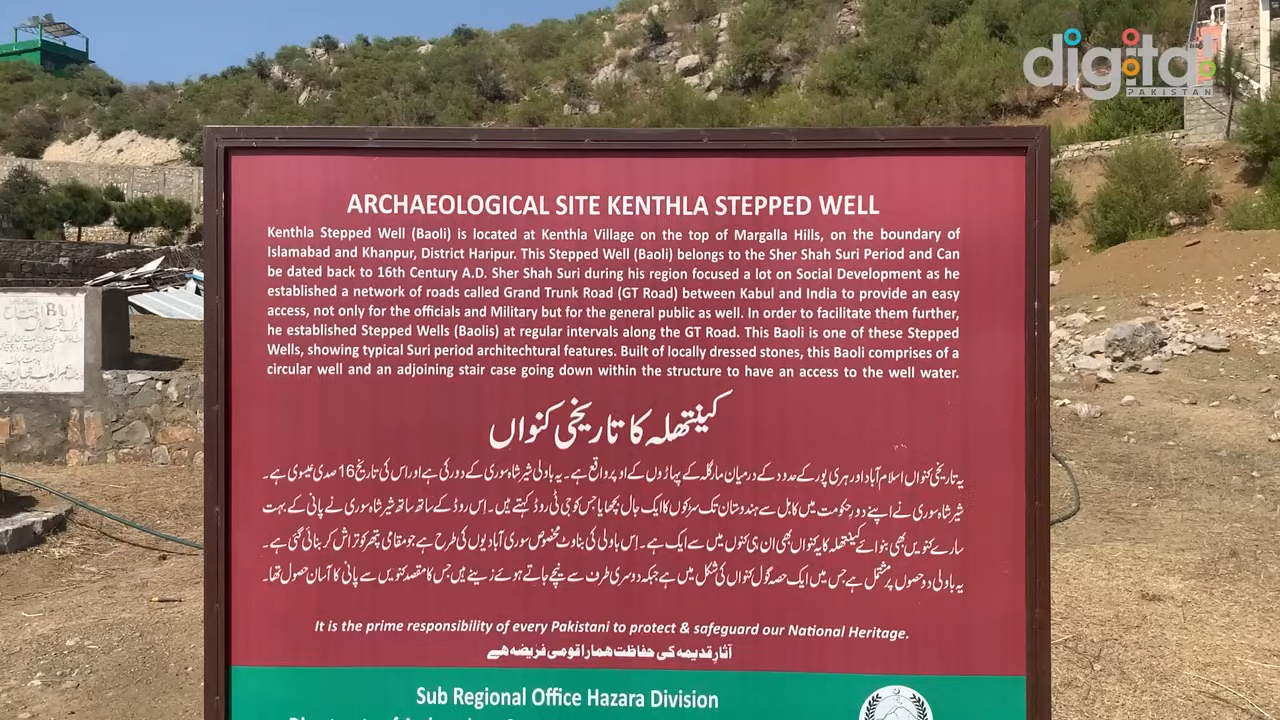 digital
PAKISTAN
ARCHAEOLOGICAL SITE KENTHLA STEPPED WELL
Kenthla Stepped Well (Baoli) is located at Kenthla Village on the top of Margalla Hills, on the boundary of
Islamabad and Khanpur, District Haripur. This Stepped Well (Baoli) belongs to the Sher Shah Suri Period and Can
be dated back to 16th Century A.D. Sher Shah Suri during his region focused a lot on Social Development as he
established a network of roads called Grand Trunk Road (GT Road) between Kabul and India to provide an easy
access, not only for the officials and Military but for the general public as well. In order to facilitate them further,
he established Stepped Wells (Baolis) at regular intervals along the GT Road. This Baoli is one of these Stepped
Wells, showing typical Suri period architechtural features. Built of locally dressed stones, this Baoli comprises of a
circular well and an adjoining stair case going down within the structure to have an access to the well water.
کینتھلہ کا تاریخی کنواں
یہ تاریخی کنواں اسلام آباد اور ہری پور کے حدود کے درمیان مارگلہ کے پہاڑوں کے اوپر واقع ہے۔ یہ باولی شیر شاہ سوری کے دور کی ہے اور اس کی تاریخ 16 صدی عیسوی ہے۔
شیر شاہ سوری نے اپنے دورِ حکومت میں کابل سے ہندوستان تک سڑکوں کا ایک جال بچھایا جس کو جی ٹی روڈ کہتے ہیں۔ اِس روڈ کے ساتھ ساتھ شیر شاہ سوری نے پانی کے بہت
سارے کنویں بھی بنوائے کینتھلہ کا یہ کنواں بھی ان ہی کنوں میں سے ایک ہے۔ اِس باولی کی بناوٹ مخصوص سوری آبادیوں کی طرح ہے جو مقامی پتھر کو تراش کر بنائی گئی ہے۔
یہ باولی دو حصوں پر مشتمل ہے جس میں ایک حصہ گول کنواں کی شکل میں ہے جبکہ دوسری طرف سے نیچے جاتے ہوئے زینے ہیں جس کا مقصد کنویں سے پانی کا آسان حصول تھا۔
It is the prime responsibility of every Pakistani to protect & safeguard our National Heritage.
آثارِ قدیمہ کی حفاظت ہمارا قومی فریضہ ہے
Sub Regional Office Hazara Division